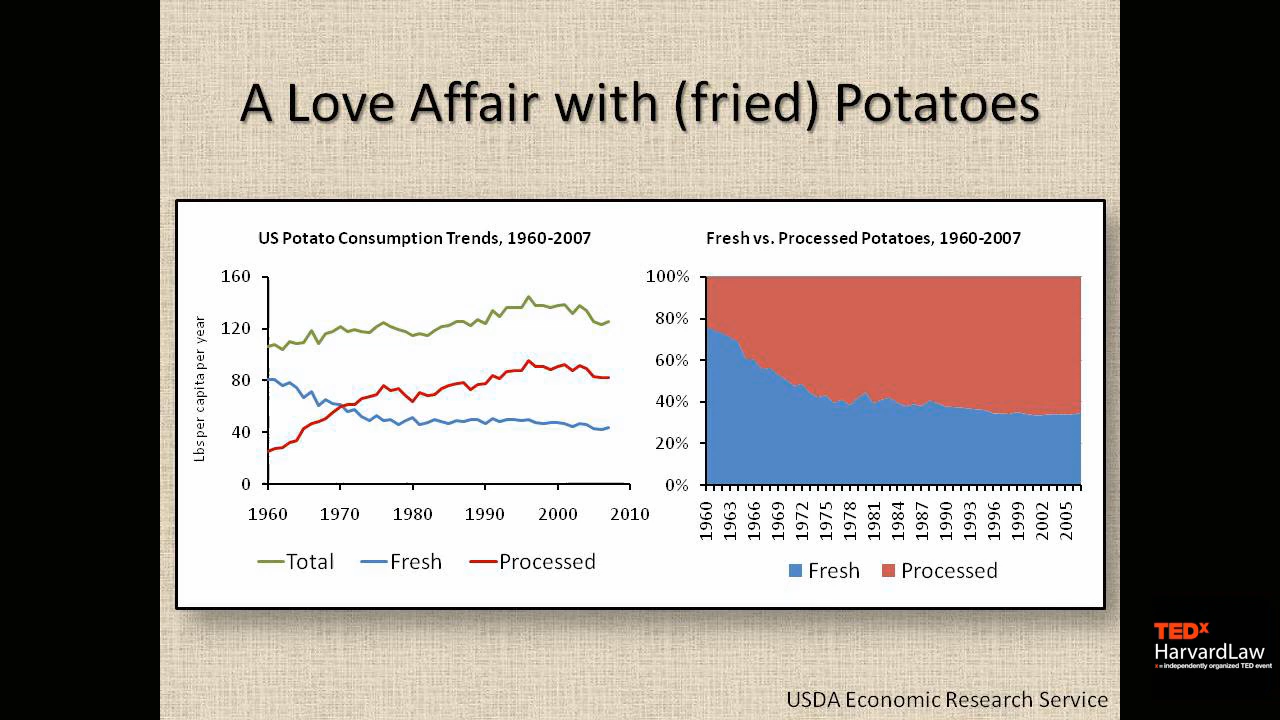 A Love Affair with (fried) Potatoes
US Potato Consumption Trends, 1960-2007
160
120
80
40
0
Lbs per capita per year
1960 1970 1980 1990 2000 2010
Total Fresh Processed
Fresh vs. Processed Potatoes, 1960-2007
100%
80%
60%
40%
20%
0%
1960 1963 1966 1969 1972 1975 1978 1981 1984 1987 1990 1993 1996 1999 2002 2005
Fresh Processed
TEDx
HarvardLaw
x = independently organized TED event
USDA Economic Research Service